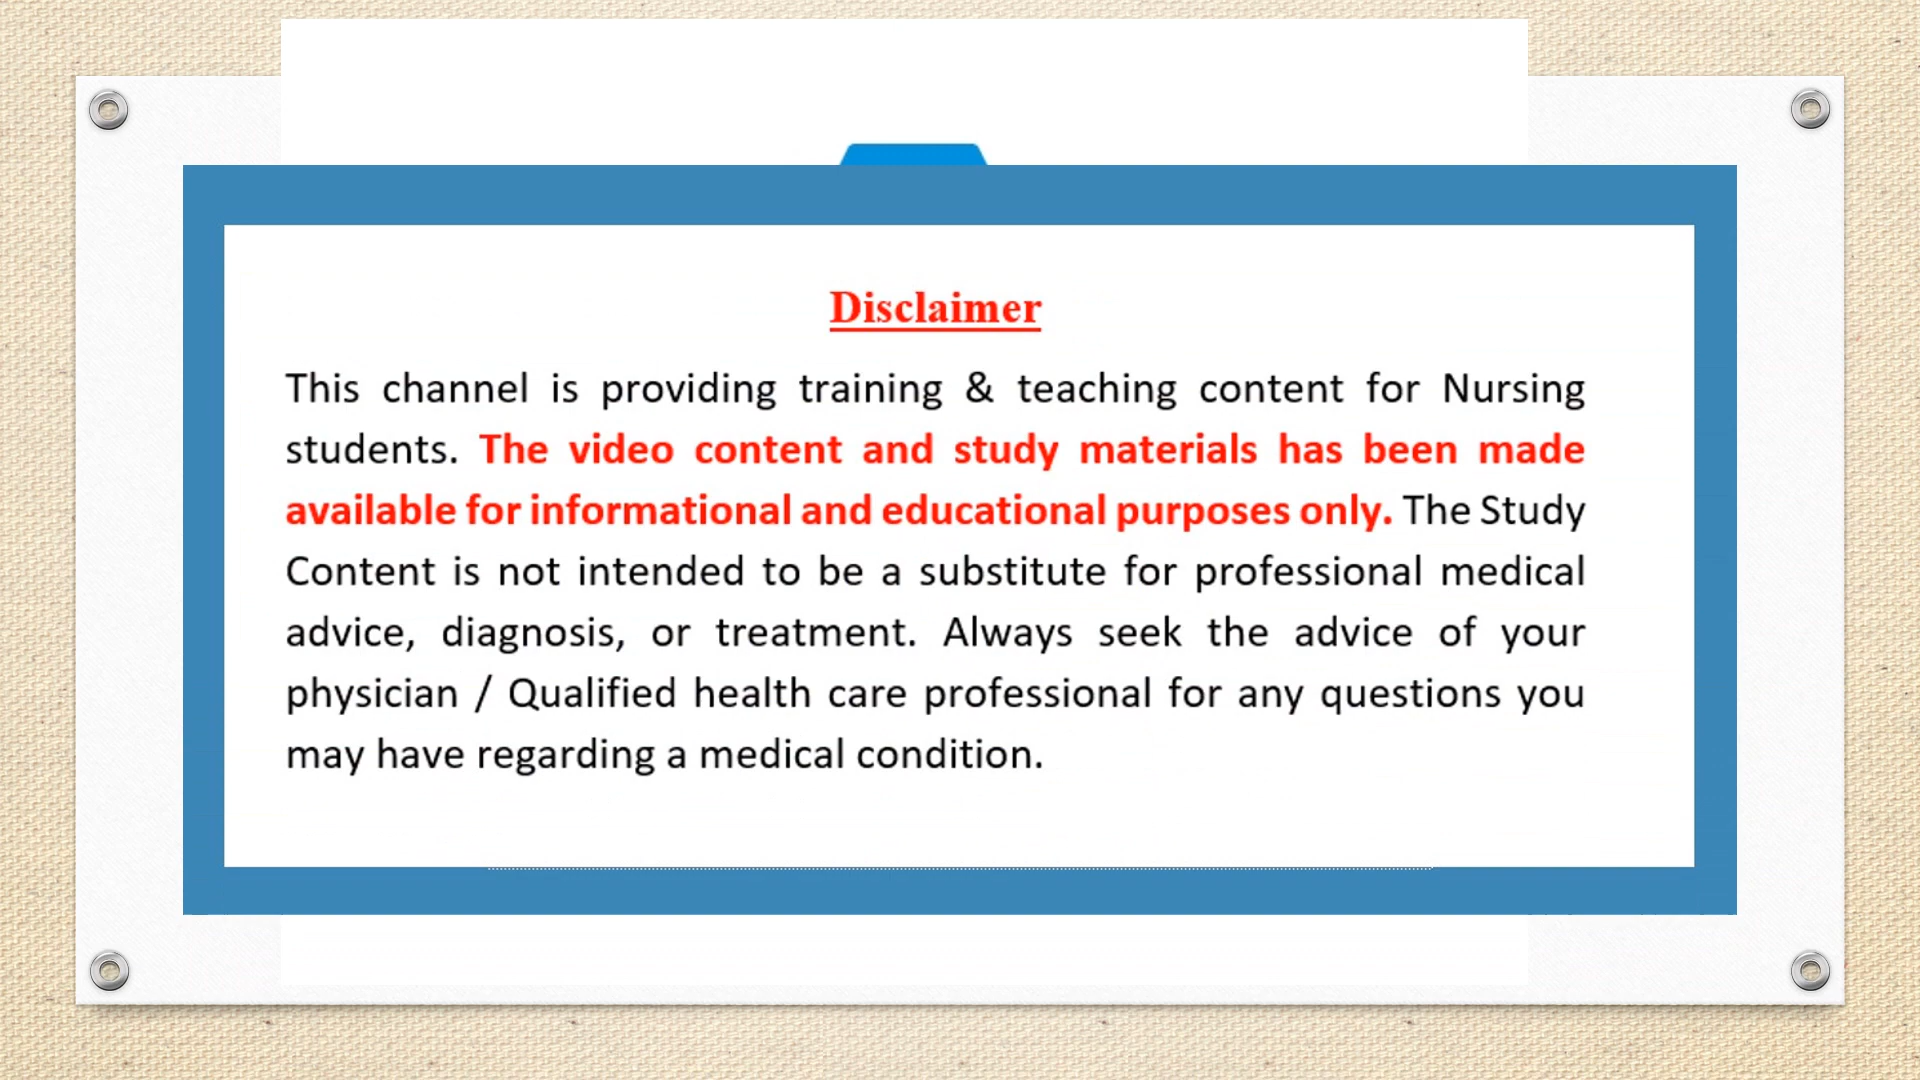 Disclaimer
This channel is providing training & teaching content for Nursing
students. The video content and study materials has been made
available for informational and educational purposes only. The Study
Content is not intended to be a substitute for professional medical
advice, diagnosis, or treatment. Always seek the advice of your
physician / Qualified health care professional for any questions you
may have regarding a medical condition.